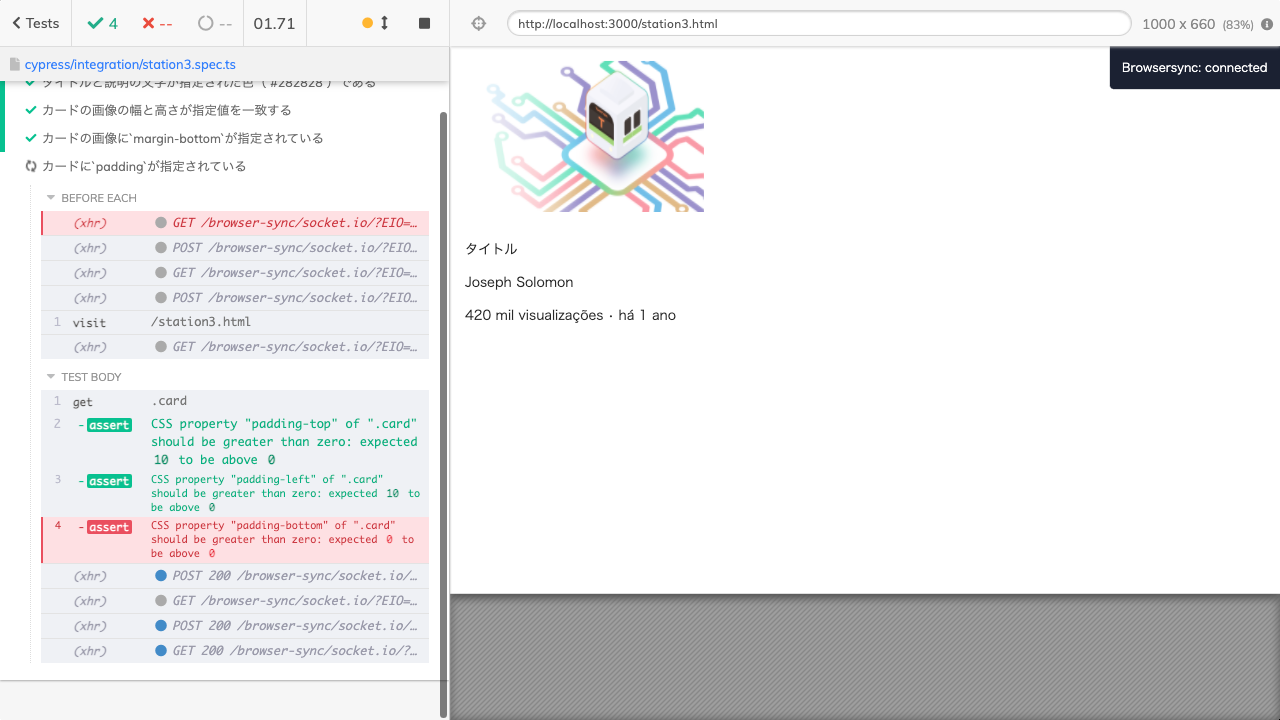 Tests
4
--
--
01.71
http://localhost:3000/station3.html
1000 x 660 (83%)
cypress/integration/station3.spec.ts
Browsersync: connected
タイトルと説明の文字が指定された色（`#282828`）である
カードの画像の幅と高さが指定値を一致する
カードの画像に`margin-bottom`が指定されている
カードに`padding`が指定されている
BEFORE EACH
(xhr) GET /browser-sync/socket.io/?EIO=…
(xhr) POST /browser-sync/socket.io/?EIO…
(xhr) GET /browser-sync/socket.io/?EIO=…
(xhr) POST /browser-sync/socket.io/?EIO…
1 visit /station3.html
(xhr) GET /browser-sync/socket.io/?EIO=…
TEST BODY
1 get .card
2 -assert CSS property "padding-top" of ".card"
should be greater than zero: expected
10 to be above 0
3 -assert CSS property "padding-left" of ".card"
should be greater than zero: expected 10 to
be above 0
4 -assert CSS property "padding-bottom" of ".card"
should be greater than zero: expected 0 to
be above 0
(xhr) POST 200 /browser-sync/socket.io/…
(xhr) GET /browser-sync/socket.io/?EIO=…
(xhr) POST 200 /browser-sync/socket.io/…
(xhr) GET 200 /browser-sync/socket.io/?…
T
タイトル
Joseph Solomon
420 mil visualizações · há 1 ano